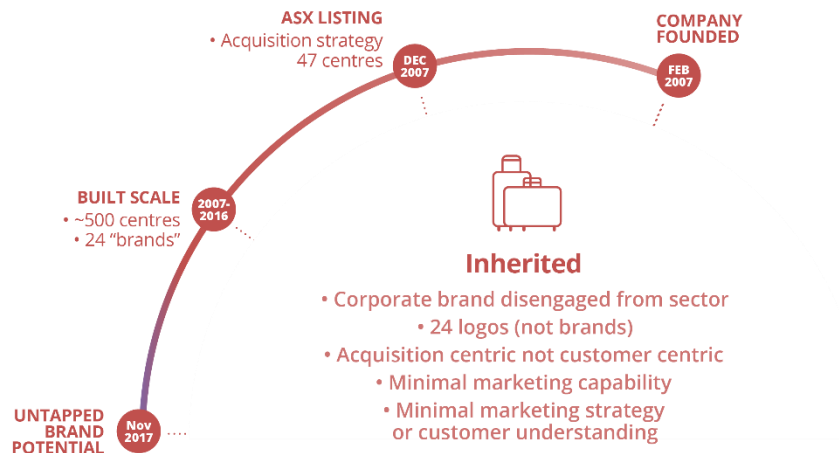 ASX LISTING
• Acquisition strategy
47 centres
DEC
2007
COMPANY
FOUNDED
FEB
2007
BUILT SCALE
• ~500 centres
• 24 “brands”
2007-
2016
Inherited
• Corporate brand disengaged from sector
• 24 logos (not brands)
• Acquisition centric not customer centric
• Minimal marketing capability
• Minimal marketing strategy
or customer understanding
UNTAPPED
BRAND
POTENTIAL
Nov
2017